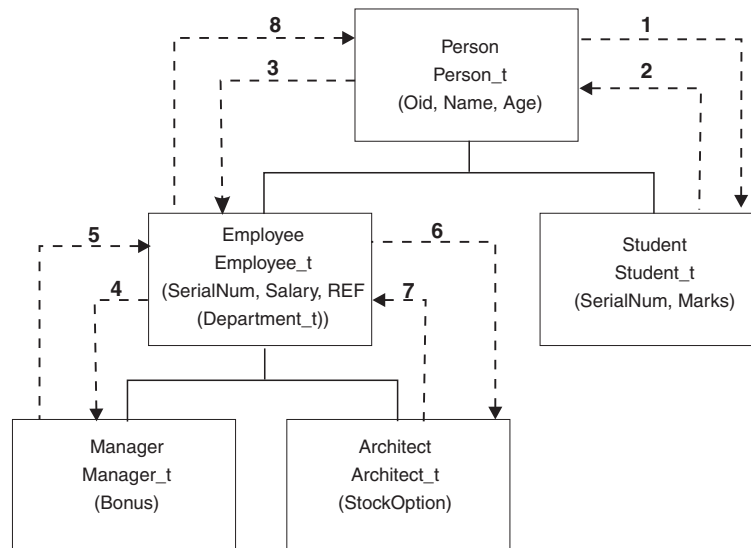 8
1
Person
Person_t
(Oid, Name, Age)
3
2
5
Employee
Employee_t
(SerialNum, Salary, REF
(Department_t))
6
Student
Student_t
(SerialNum, Marks)
4
7
Manager
Manager_t
(Bonus)
Architect
Architect_t
(StockOption)